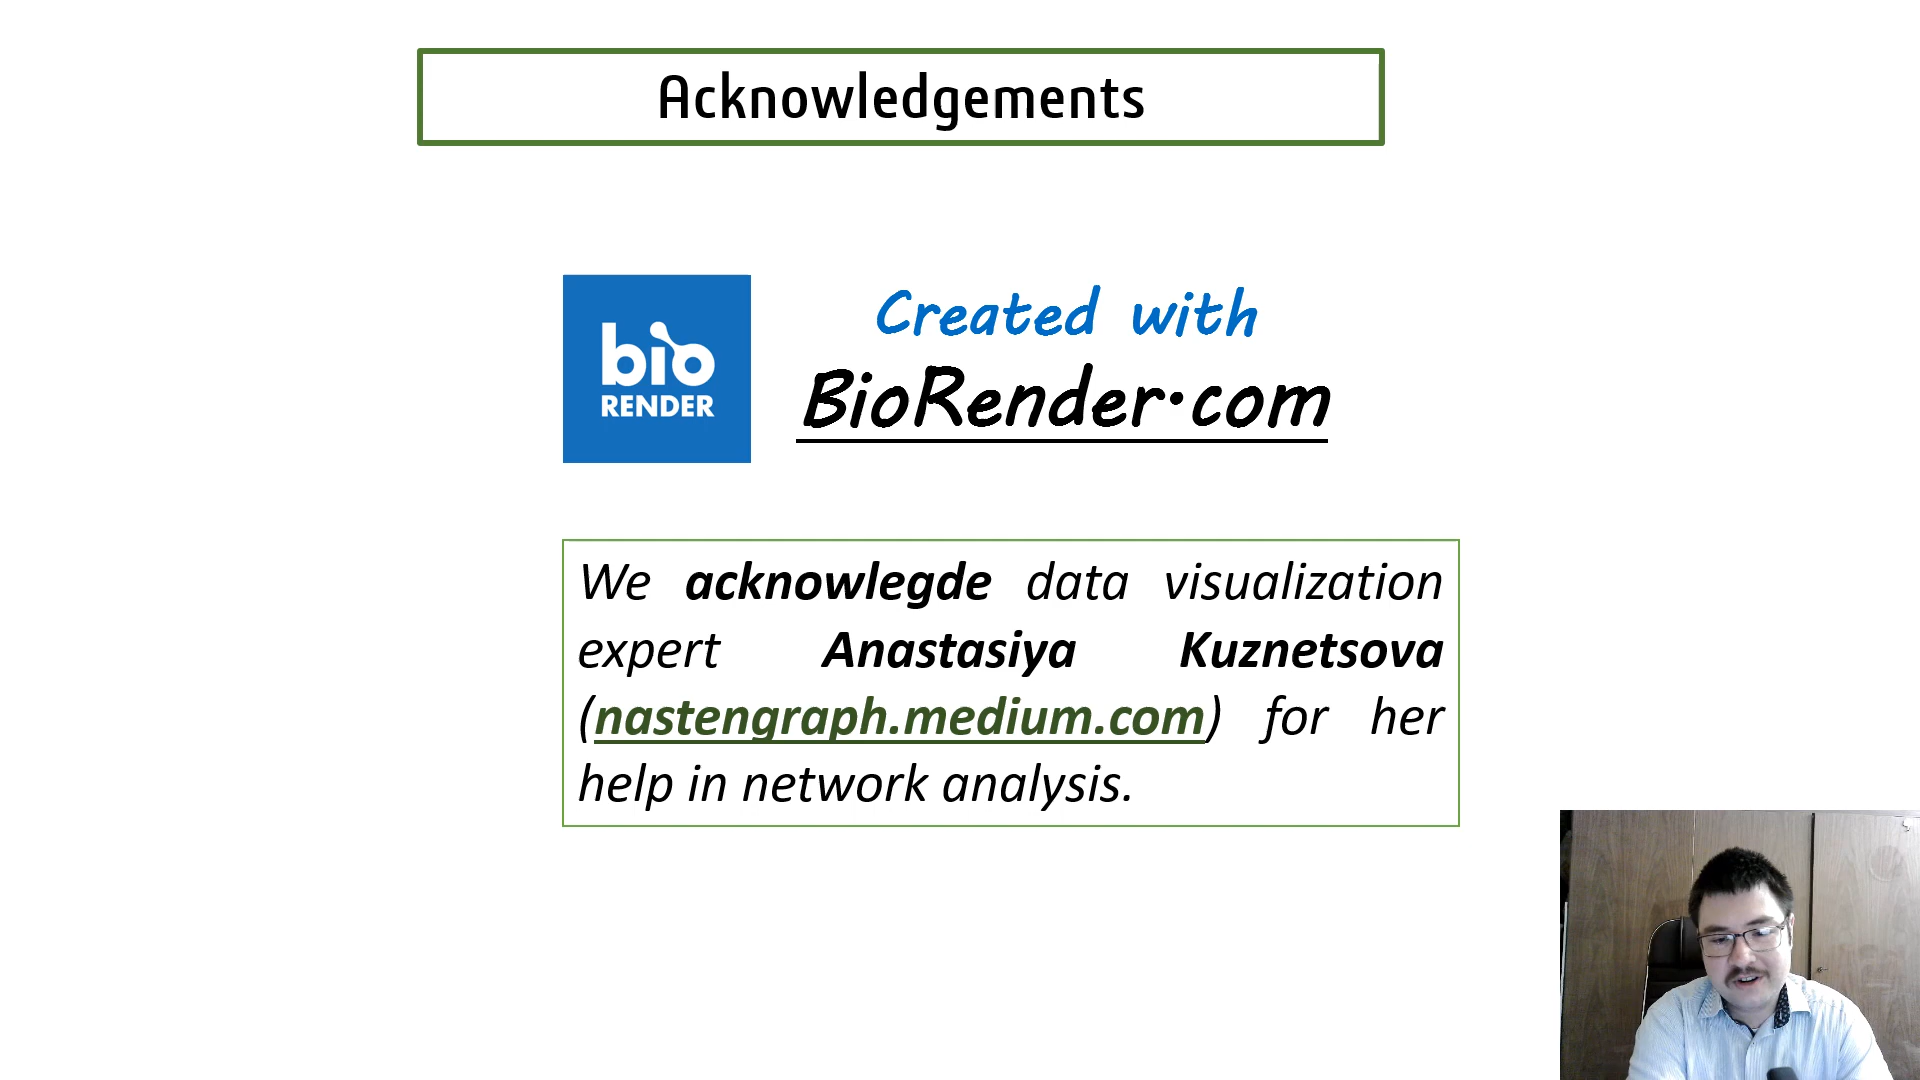 Acknowledgements
bio
RENDER
Created with
BioRender.com
We acknowlegde data visualization
expert Anastasiya Kuznetsova
(nastengraph.medium.com) for her
help in network analysis.